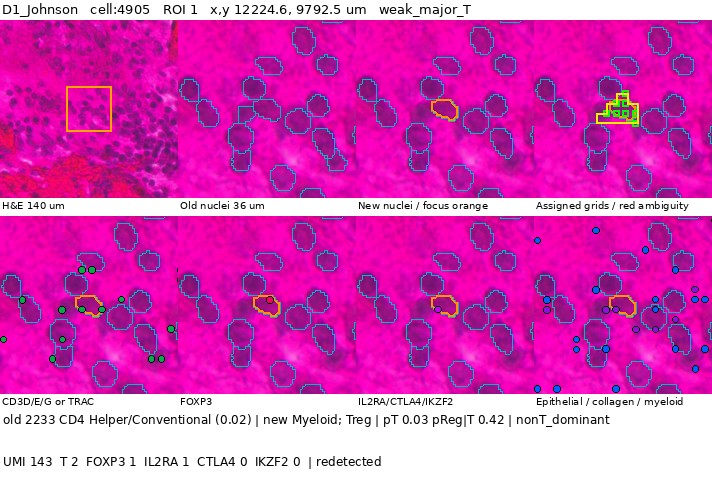 D1_Johnson   cell:4905   ROI 1   x,y 12224.6, 9792.5 um   weak_major_T
H&E 140 um
Old nuclei 36 um
New nuclei / focus orange
Assigned grids / red ambiguity
CD3D/E/G or TRAC
FOXP3
IL2RA/CTLA4/IKZF2
Epithelial / collagen / myeloid
old 2233 CD4 Helper/Conventional (0.02) | new Myeloid; Treg | pT 0.03 pReg|T 0.42 | nonT_dominant
UMI 143  T 2  FOXP3 1  IL2RA 1  CTLA4 0  IKZF2 0  | redetected